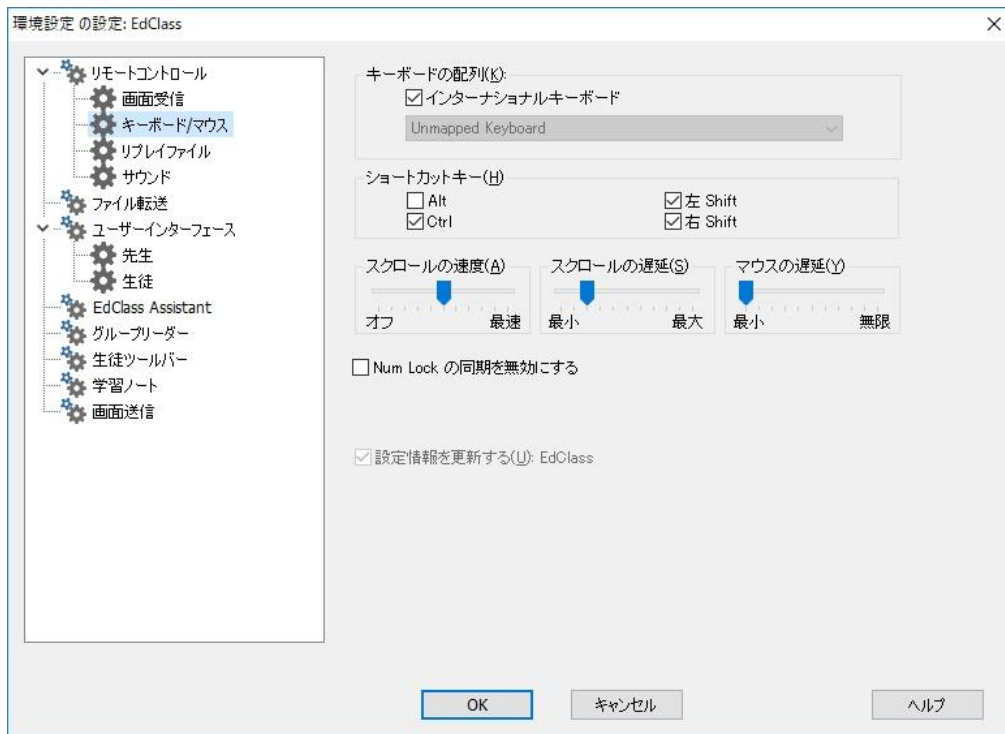 環境設定 の設定: EdClass
リモートコントロール
画面受信
キーボード/マウス
リプレイファイル
サウンド
ファイル転送
ユーザーインターフェース
先生
生徒
EdClass Assistant
グループリーダー
生徒ツールバー
学習ノート
画面送信
キーボードの配列(K):
インターナショナルキーボード
Unmapped Keyboard
ショートカットキー(H)
Alt
左 Shift
Ctrl
右 Shift
スクロールの速度(A)
オフ 最速
スクロールの遅延(S)
最小 最大
マウスの遅延(Y)
最小 無限
Num Lock の同期を無効にする
設定情報を更新する(U): EdClass
OK
キャンセル
ヘルプ